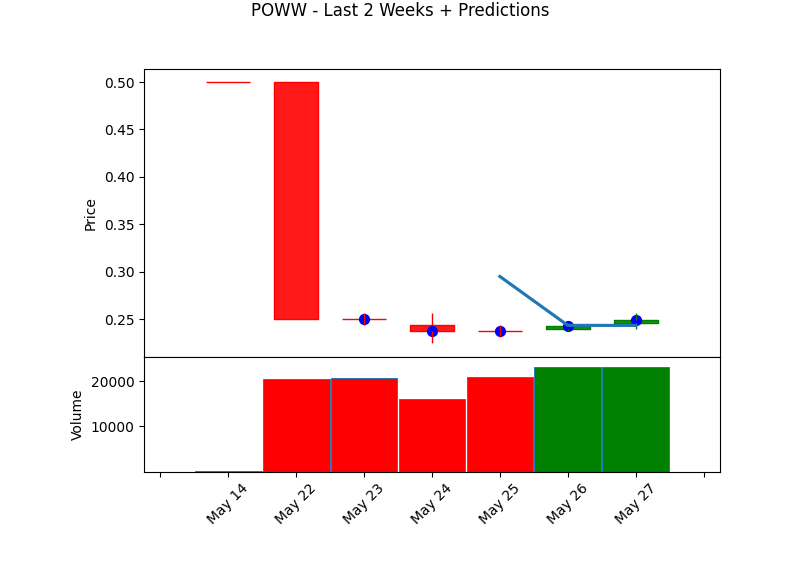 POWW - Last 2 Weeks + Predictions
0.50
0.45
0.40
0.35
0.30
0.25
Price
20000
10000
Volume
May 14
May 22
May 23
May 24
May 25
May 26
May 27